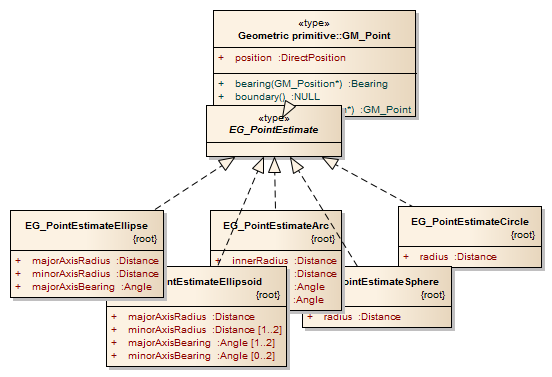 «type»
Geometric primitive::GM_Point
+ position :DirectPosition
+ bearing(GM_Position*) :Bearing
+ boundary() :NULL
*) :GM_Point
«type»
EG_PointEstimate
EG_PointEstimateEllipse
{root}
+ majorAxisRadius :Distance
+ minorAxisRadius :Distance
+ majorAxisBearing :Angle
EG_PointEstimateArc
{root}
+ innerRadius :Distance
:Distance
:Angle
:Angle
EG_PointEstimateCircle
{root}
+ radius :Distance
PointEstimateEllipsoid
{root}
+ majorAxisRadius :Distance
+ minorAxisRadius :Distance [1..2]
+ majorAxisBearing :Angle [1..2]
+ minorAxisBearing :Angle [0..2]
PointEstimateSphere
{root}
+ radius :Distance